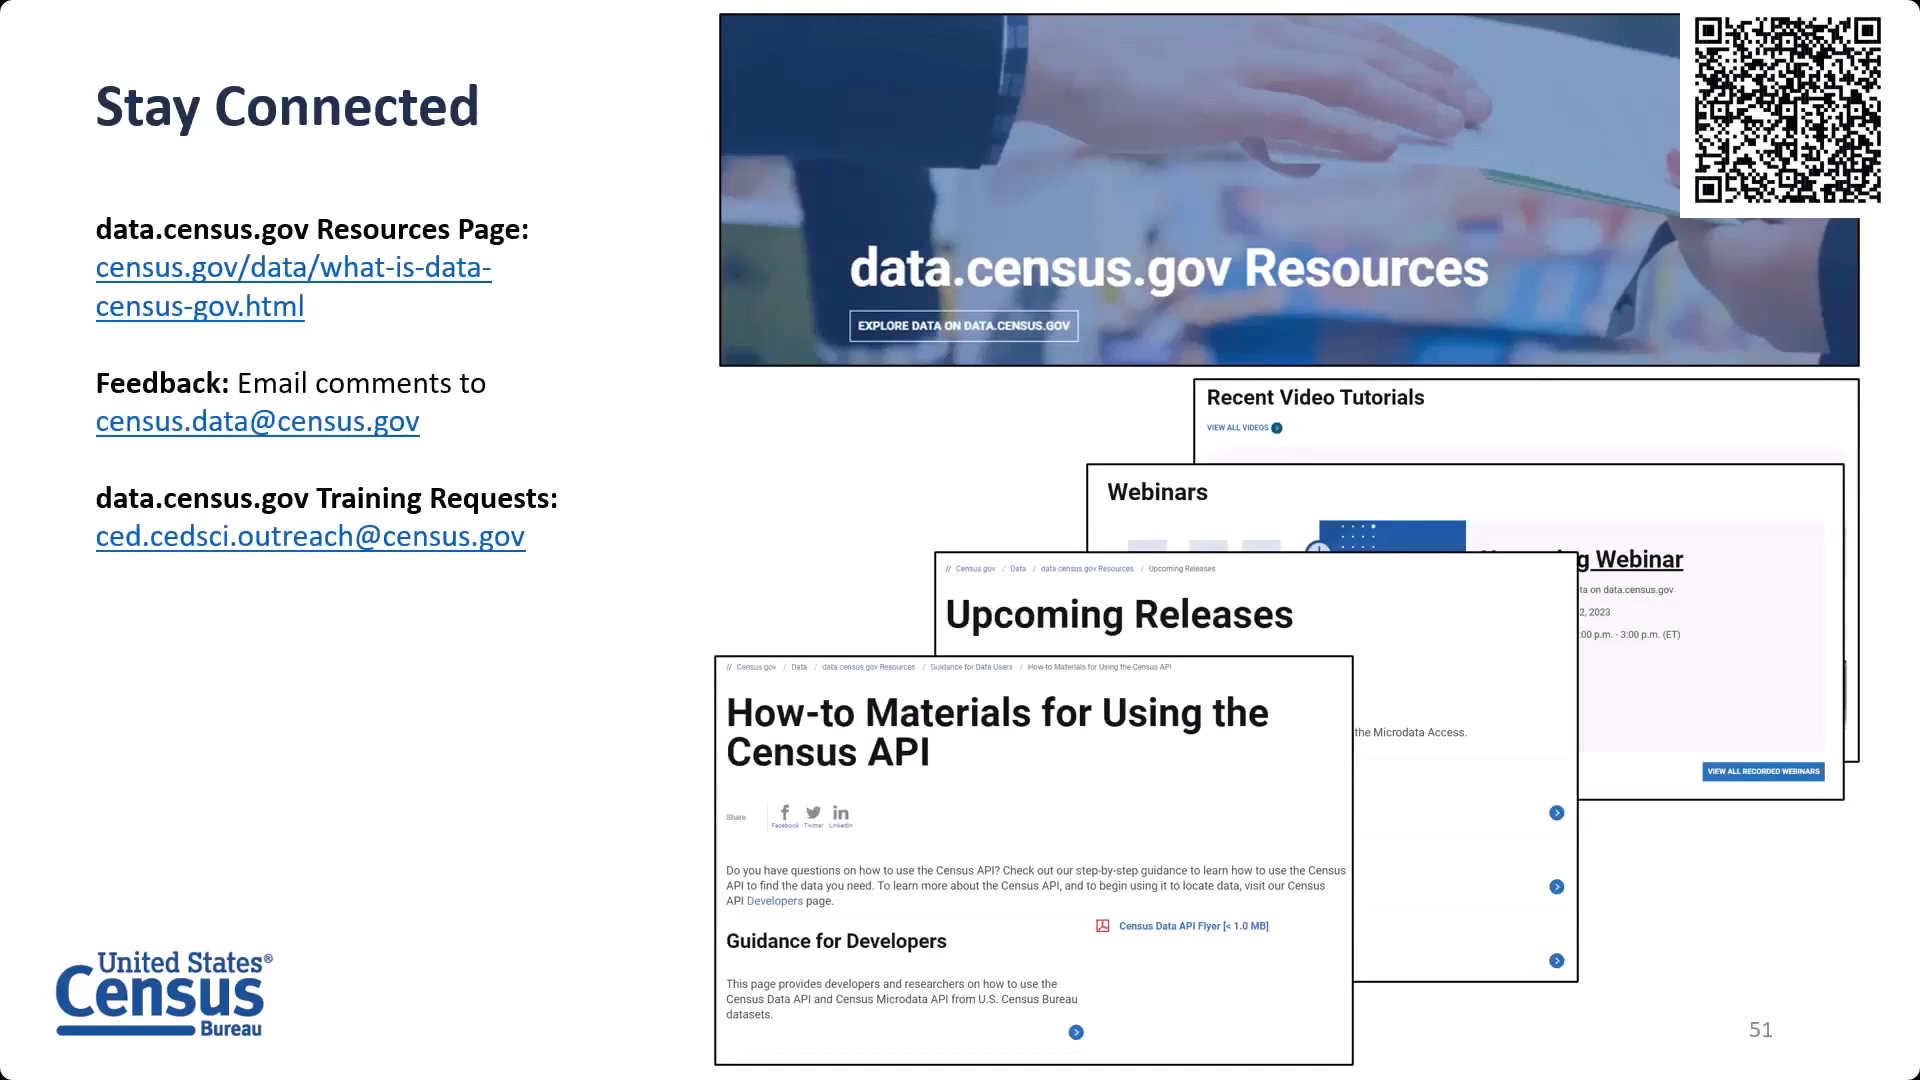 Stay Connected
data.census.gov Resources Page:
census.gov/data/what-is-data-
census-gov.html
Feedback: Email comments to
census.data@census.gov
data.census.gov Training Requests:
ced.cedsci.outreach@census.gov
United States®
Census
Bureau
data.census.gov Resources
EXPLORE DATA ON DATA.CENSUS.GOV
Recent Video Tutorials
VIEW ALL VIDEOS
Webinars
g Webinar
ta on data.census.gov
2, 2023
:00 p.m. - 3:00 p.m. (ET)
VIEW ALL RECORDED WEBINARS
// Census.gov / Data / data.census.gov Resources / Upcoming Releases
Upcoming Releases
the Microdata Access.
// Census.gov / Data / data.census.gov Resources / Guidance for Data Users / How-to Materials for Using the Census API
How-to Materials for Using the
Census API
Share
Facebook Twitter LinkedIn
Do you have questions on how to use the Census API? Check out our step-by-step guidance to learn how to use the Census
API to find the data you need. To learn more about the Census API, and to begin using it to locate data, visit our Census
API Developers page.
Census Data API Flyer [< 1.0 MB]
Guidance for Developers
This page provides developers and researchers on how to use the
Census Data API and Census Microdata API from U.S. Census Bureau
datasets.
51